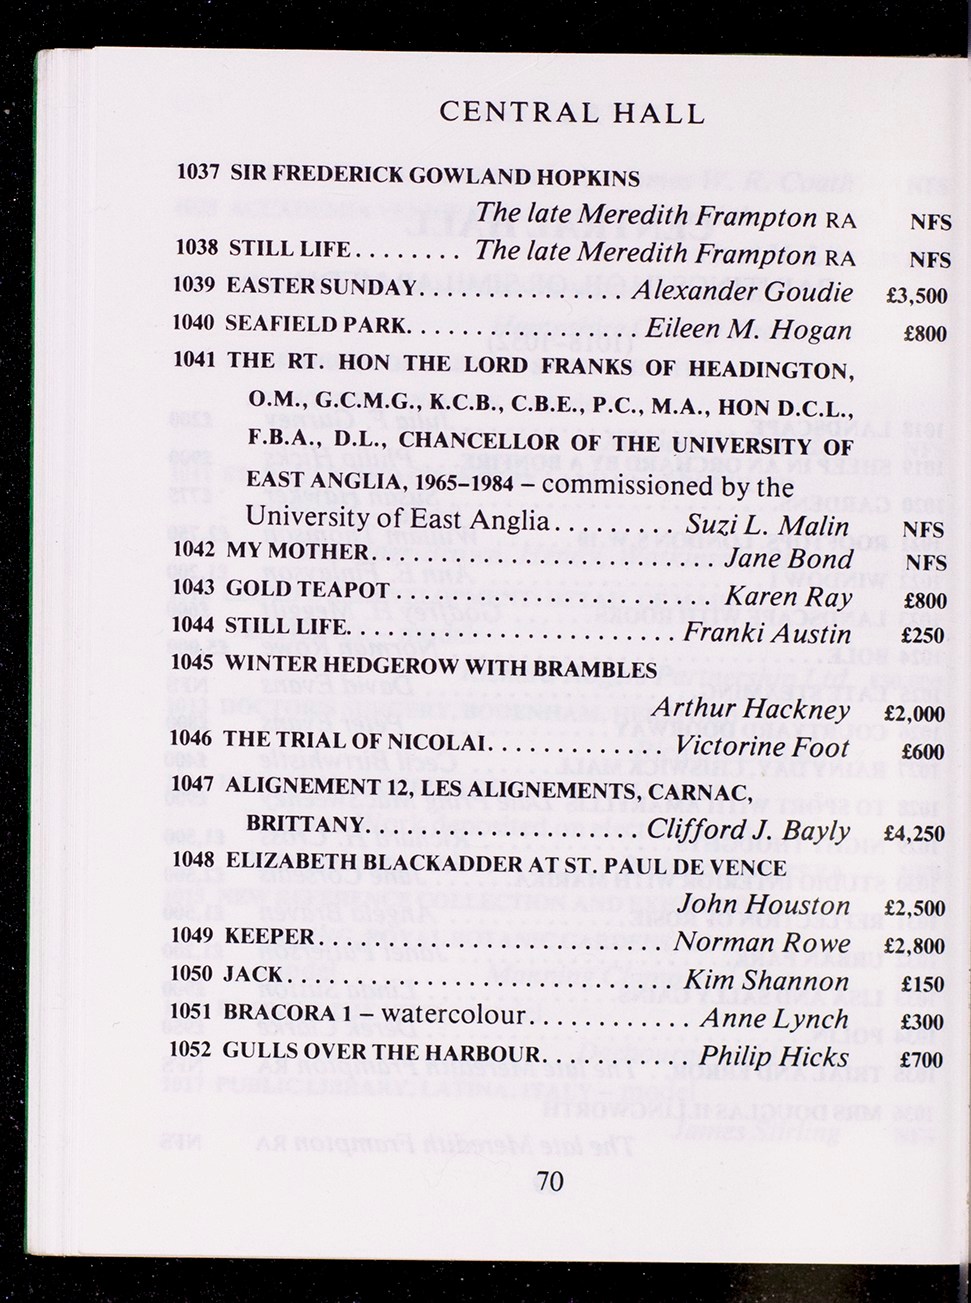 CENTRAL HALL
1037 SIR FREDERICK GOWLAND HOPKINS
The late Meredith Frampton RA NFS
1038 STILL LIFE........ The late Meredith Frampton RA NFS
1039 EASTER SUNDAY............... Alexander Goudie £3,500
1040 SEAFIELD PARK................ Eileen M. Hogan £800
1041 THE RT. HON THE LORD FRANKS OF HEADINGTON,
O.M., G.C.M.G., K.C.B., C.B.E., P.C., M.A., HON D.C.L.,
F.B.A., D.L., CHANCELLOR OF THE UNIVERSITY OF
EAST ANGLIA, 1965–1984 – commissioned by the
University of East Anglia......... Suzi L. Malin NFS
1042 MY MOTHER......................... Jane Bond NFS
1043 GOLD TEAPOT........................ Karen Ray £800
1044 STILL LIFE......................... Franki Austin £250
1045 WINTER HEDGEROW WITH BRAMBLES
Arthur Hackney £2,000
1046 THE TRIAL OF NICOLAI............. Victorine Foot £600
1047 ALIGNEMENT 12, LES ALIGNEMENTS, CARNAC,
BRITTANY..................... Clifford J. Bayly £4,250
1048 ELIZABETH BLACKADDER AT ST. PAUL DE VENCE
John Houston £2,500
1049 KEEPER.......................... Norman Rowe £2,800
1050 JACK............................. Kim Shannon £150
1051 BRACORA 1 – watercolour............ Anne Lynch £300
1052 GULLS OVER THE HARBOUR........... Philip Hicks £700
70